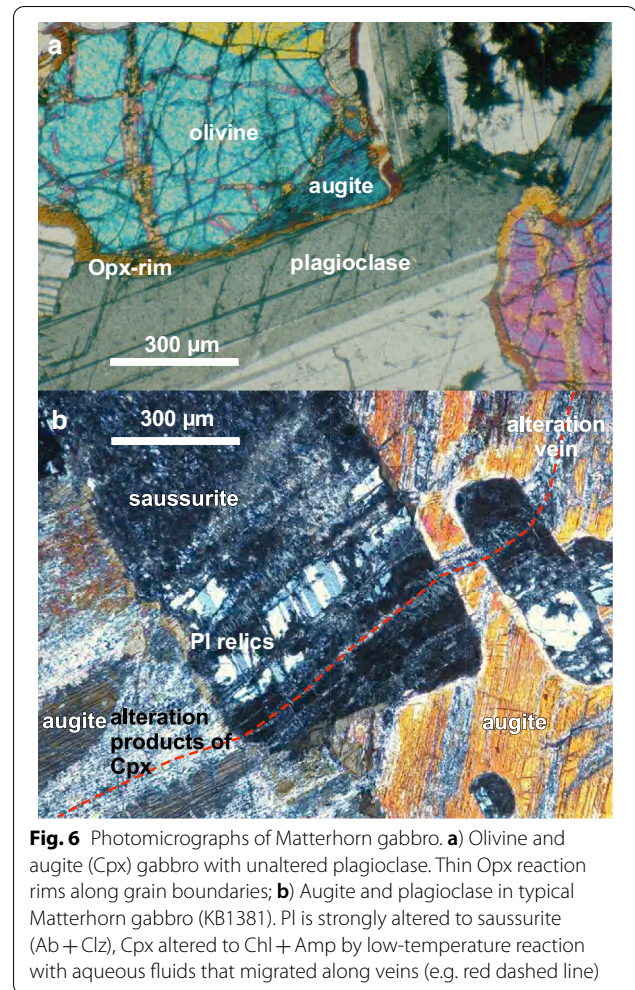 a
olivine
augite
Opx-rim
plagioclase
300 µm
b
300 µm
alteration
vein
saussurite
Pl relics
augite
alteration
products of
Cpx
augite
Fig. 6 Photomicrographs of Matterhorn gabbro. a) Olivine and
augite (Cpx) gabbro with unaltered plagioclase. Thin Opx reaction
rims along grain boundaries; b) Augite and plagioclase in typical
Matterhorn gabbro (KB1381). Pl is strongly altered to saussurite
(Ab + Clz), Cpx altered to Chl + Amp by low-temperature reaction
with aqueous fluids that migrated along veins (e.g. red dashed line)